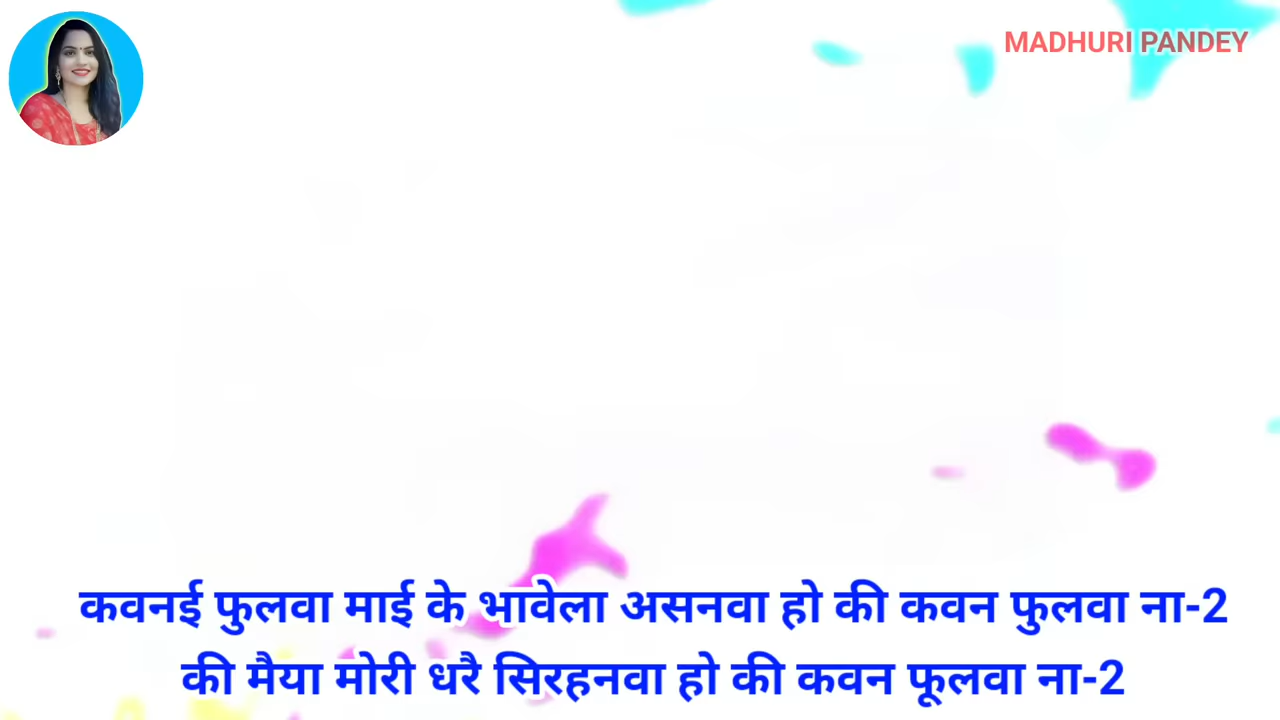 MADHURI PANDEY
कवनई फुलवा माई के भावेला असनवा हो की कवन फुलवा ना-2
की मैया मोरी धरै सिरहनवा हो की कवन फूलवा ना-2